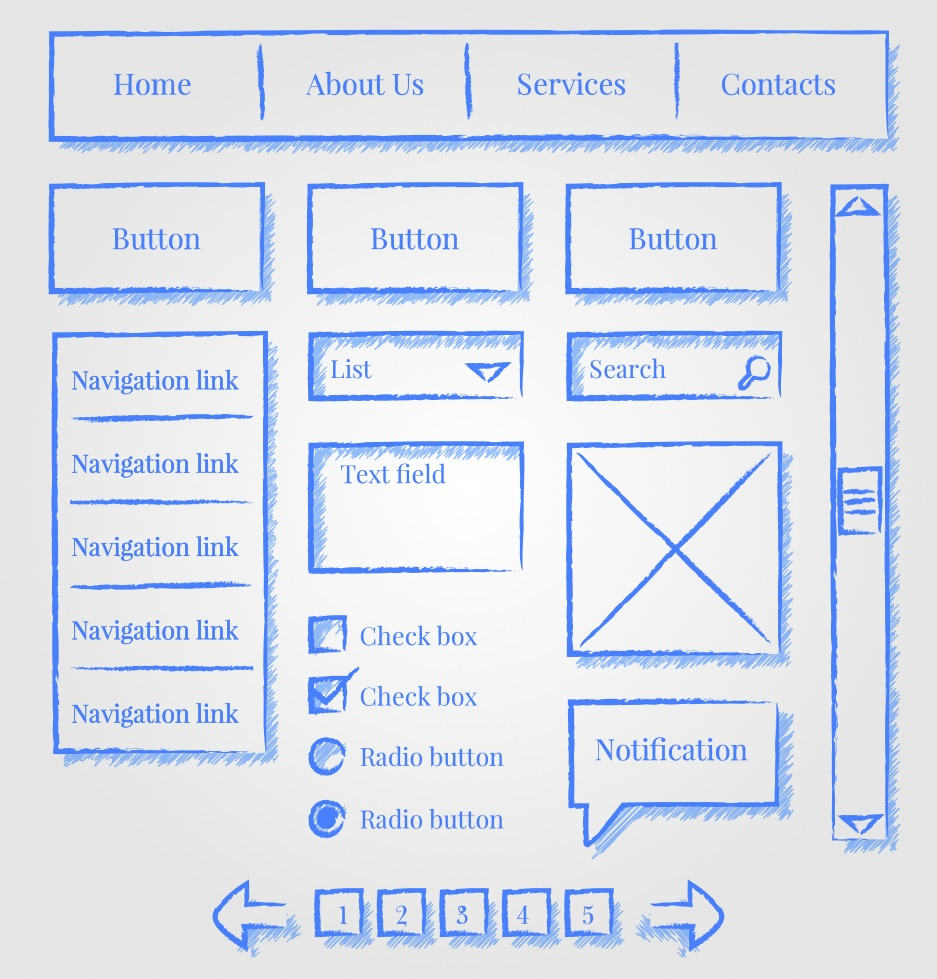 Home About Us Services Contacts
Button Button Button
Navigation link
Navigation link
Navigation link
Navigation link
Navigation link
List
Search
Text field
Check box
Check box
Radio button
Radio button
Notification
1 2 3 4 5